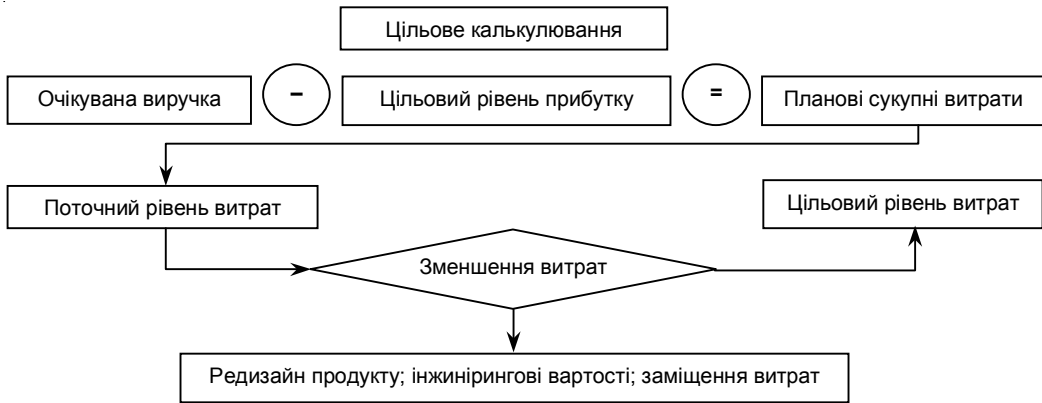 Цільове калькулювання
Очікувана виручка – Цільовий рівень прибутку = Планові сукупні витрати
Поточний рівень витрат Цільовий рівень витрат
Зменшення витрат
Редизайн продукту; інжинірингові вартості; заміщення витрат